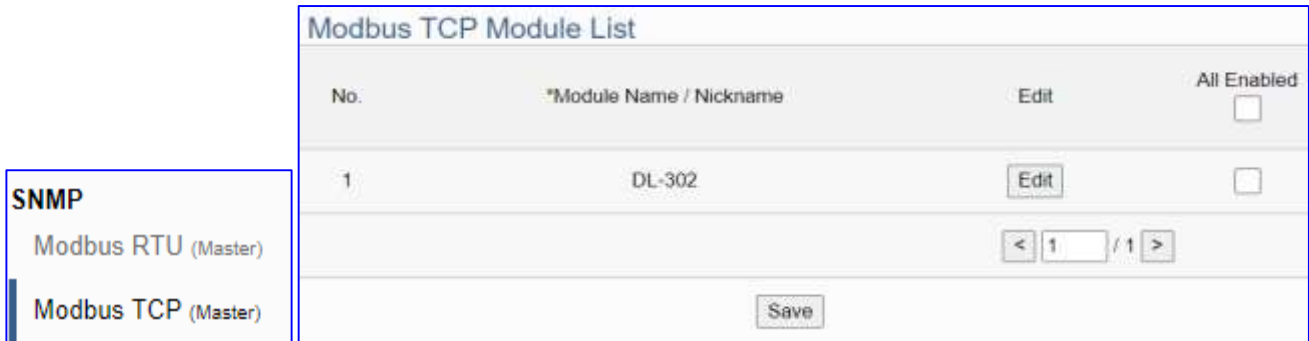 SNMP
Modbus RTU (Master)
Modbus TCP (Master)
Modbus TCP Module List
No. *Module Name / Nickname Edit All Enabled
1 DL-302 Edit
< 1 / 1 >
Save